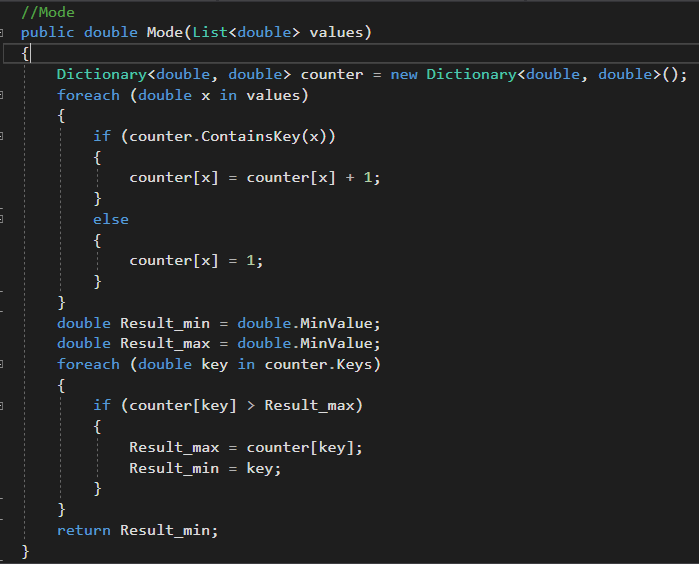 //Mode
public double Mode(List<double> values)
{
    Dictionary<double, double> counter = new Dictionary<double, double>();
    foreach (double x in values)
    {
        if (counter.ContainsKey(x))
        {
            counter[x] = counter[x] + 1;
        }
        else
        {
            counter[x] = 1;
        }
    }
    double Result_min = double.MinValue;
    double Result_max = double.MinValue;
    foreach (double key in counter.Keys)
    {
        if (counter[key] > Result_max)
        {
            Result_max = counter[key];
            Result_min = key;
        }
    }
    return Result_min;
}